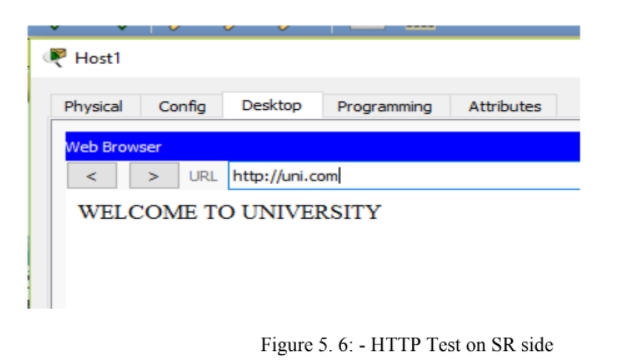 Host1
Physical Config Desktop Programming Attributes
Web Browser
< > URL http://uni.com
WELCOME TO UNIVERSITY
Figure 5. 6: - HTTP Test on SR side